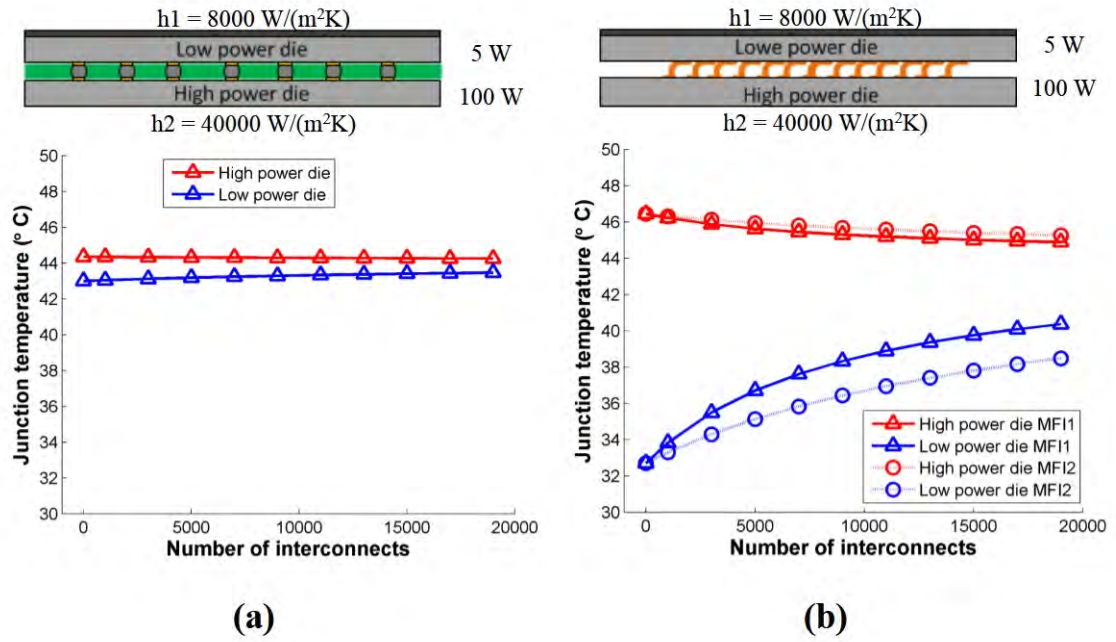 h1 = 8000 W/(m²K)
Low power die
5 W
High power die
100 W
h2 = 40000 W/(m²K)
50
48
46
44
42
40
38
36
34
32
30
Junction temperature (° C)
High power die
Low power die
0
5000
10000
15000
20000
Number of interconnects
(a)
h1 = 8000 W/(m²K)
Lowe power die
5 W
High power die
100 W
h2 = 40000 W/(m²K)
50
48
46
44
42
40
38
36
34
32
30
Junction temperature (° C)
High power die MFI1
Low power die MFI1
High power die MFI2
Low power die MFI2
0
5000
10000
15000
20000
Number of interconnects
(b)